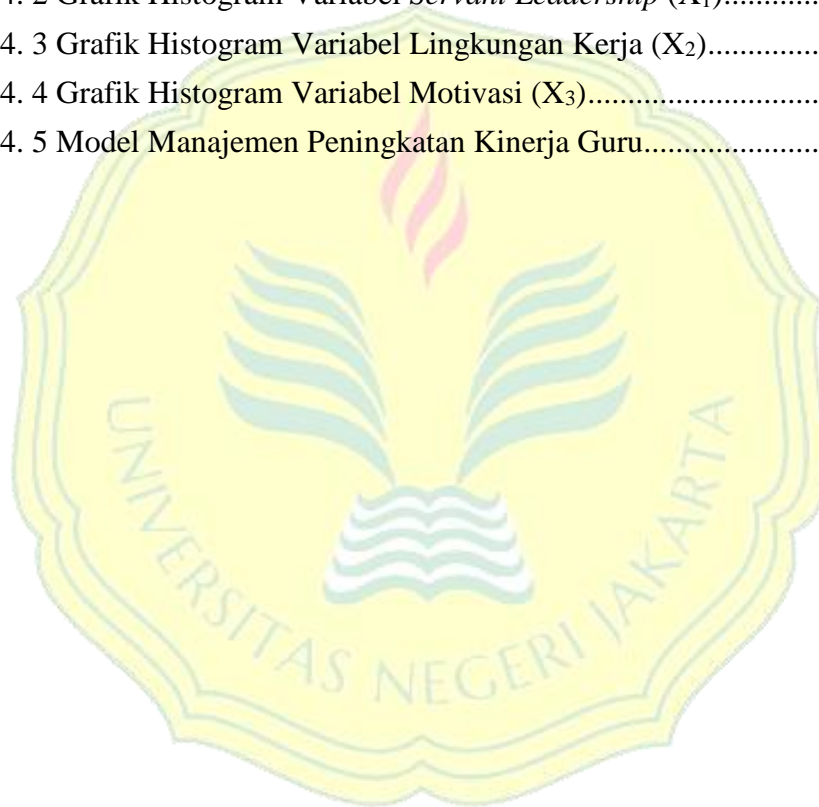 4. 2 Grafik Histogram Variabel Servant Leadership (X₁)............
4. 3 Grafik Histogram Variabel Lingkungan Kerja (X₂)..............
4. 4 Grafik Histogram Variabel Motivasi (X₃)............................
4. 5 Model Manajemen Peningkatan Kinerja Guru.....................
UNIVERSITAS NEGERI JAKARTA